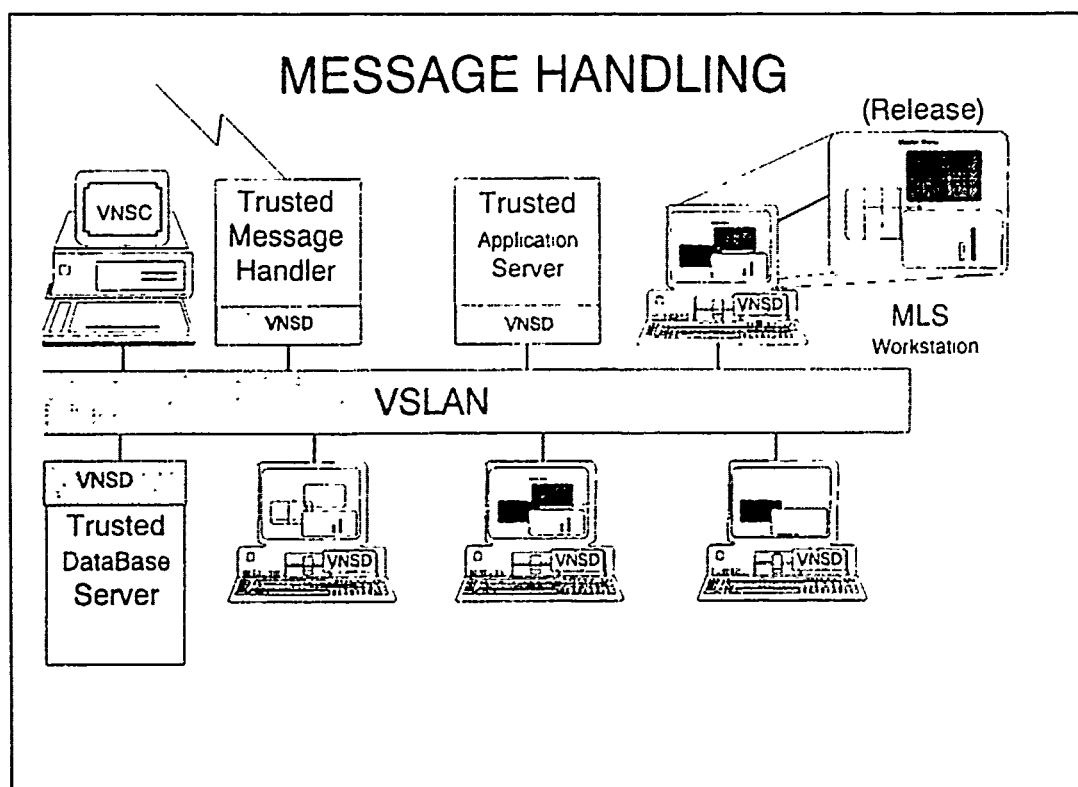 MESSAGE HANDLING
(Release)
VNSC
Trusted
Message
Handler
VNSD
Trusted
Application
Server
VNSD
VNSD
MLS
Workstation
VSLAN
VNSD
Trusted
DataBase
Server
VNSD
VNSD
VNSD